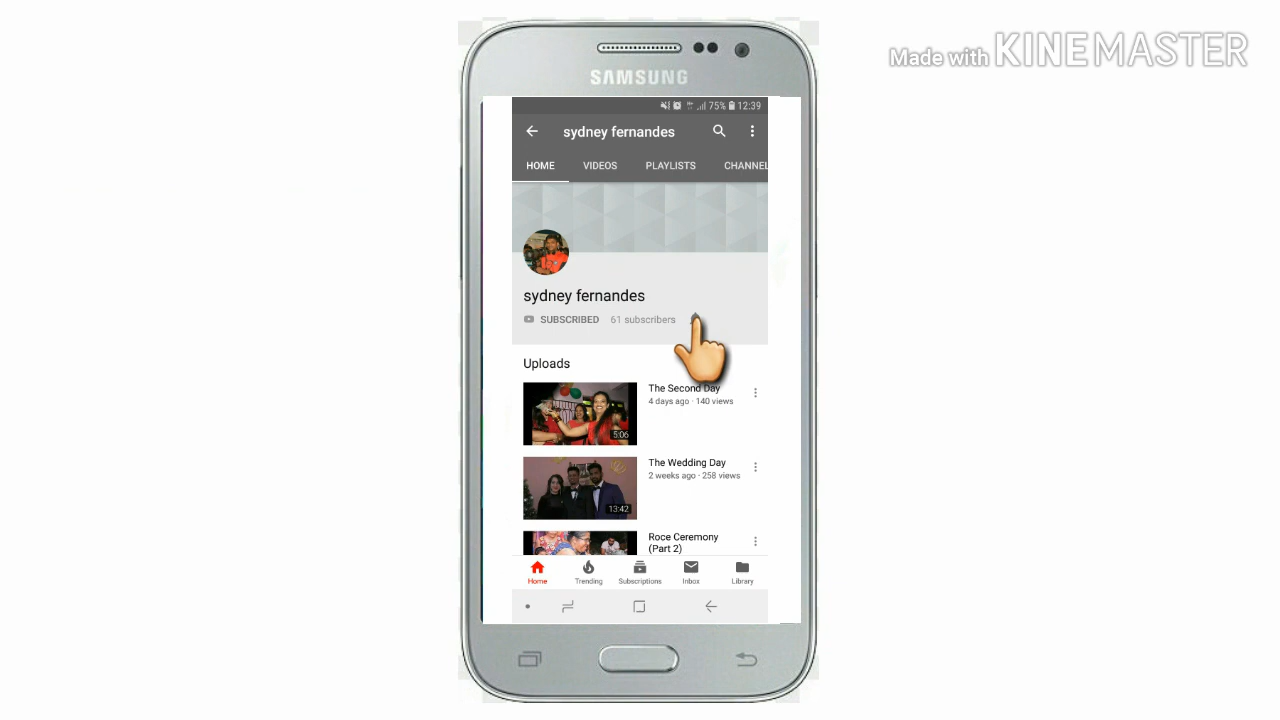 Made with KINEMASTER
SAMSUNG
75% 12:39
sydney fernandes
HOME VIDEOS PLAYLISTS CHANNEL
sydney fernandes
SUBSCRIBED 61 subscribers
Uploads
The Second Day
4 days ago · 140 views
5:06
The Wedding Day
2 weeks ago · 258 views
13:42
Roce Ceremony
(Part 2)
Home Trending Subscriptions Inbox Library